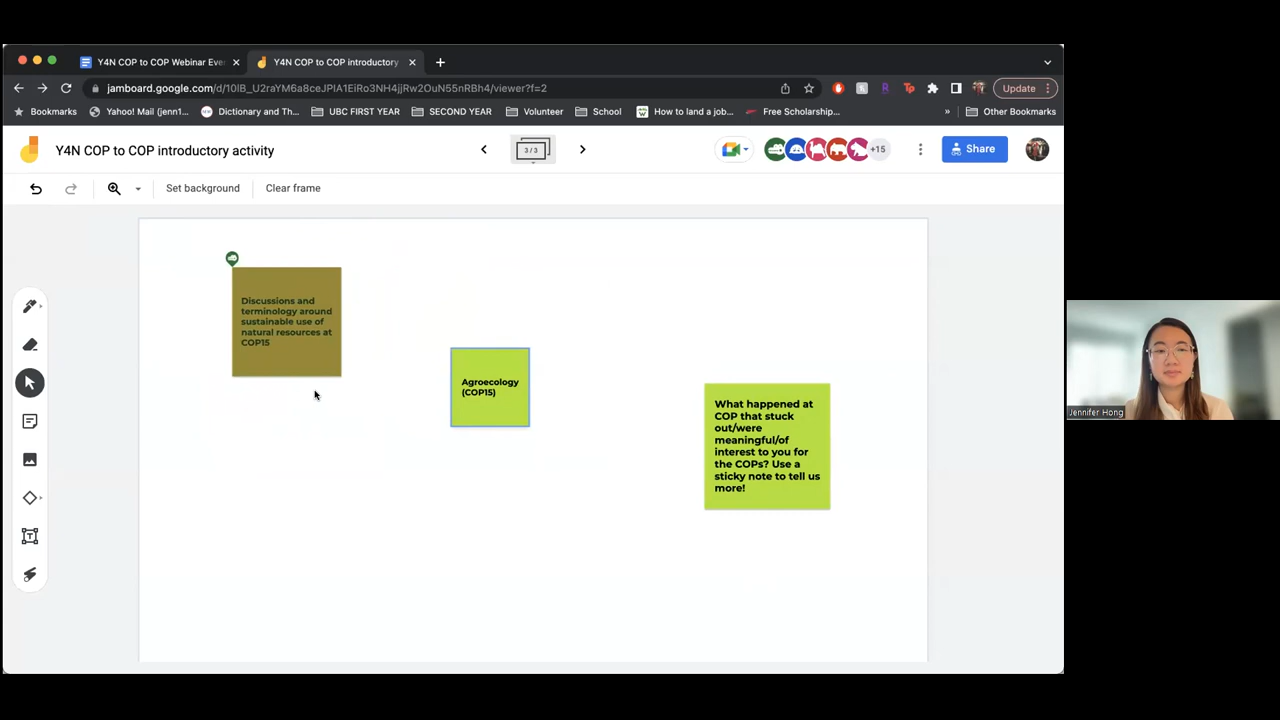 Y4N COP to COP Webinar Eve
Y4N COP to COP introductory
jamboard.google.com/d/10lB_U2raYM6a8ceJPIA1EiRo3NH4jjRw2OuN55nRBh4/viewer?f=2
Update
Bookmarks
Yahoo! Mail (jenn1...
Dictionary and Th...
UBC FIRST YEAR
SECOND YEAR
Volunteer
School
How to land a job...
Free Scholarship...
»
Other Bookmarks
Y4N COP to COP introductory activity
3/3
+15
Share
Set background
Clear frame
Discussions and
terminology around
sustainable use of
natural resources at
COP15
Agroecology
(COP15)
What happened at
COP that stuck
out/were
meaningful/of
interest to you for
the COPs? Use a
sticky note to tell us
more!
Jennifer Hong